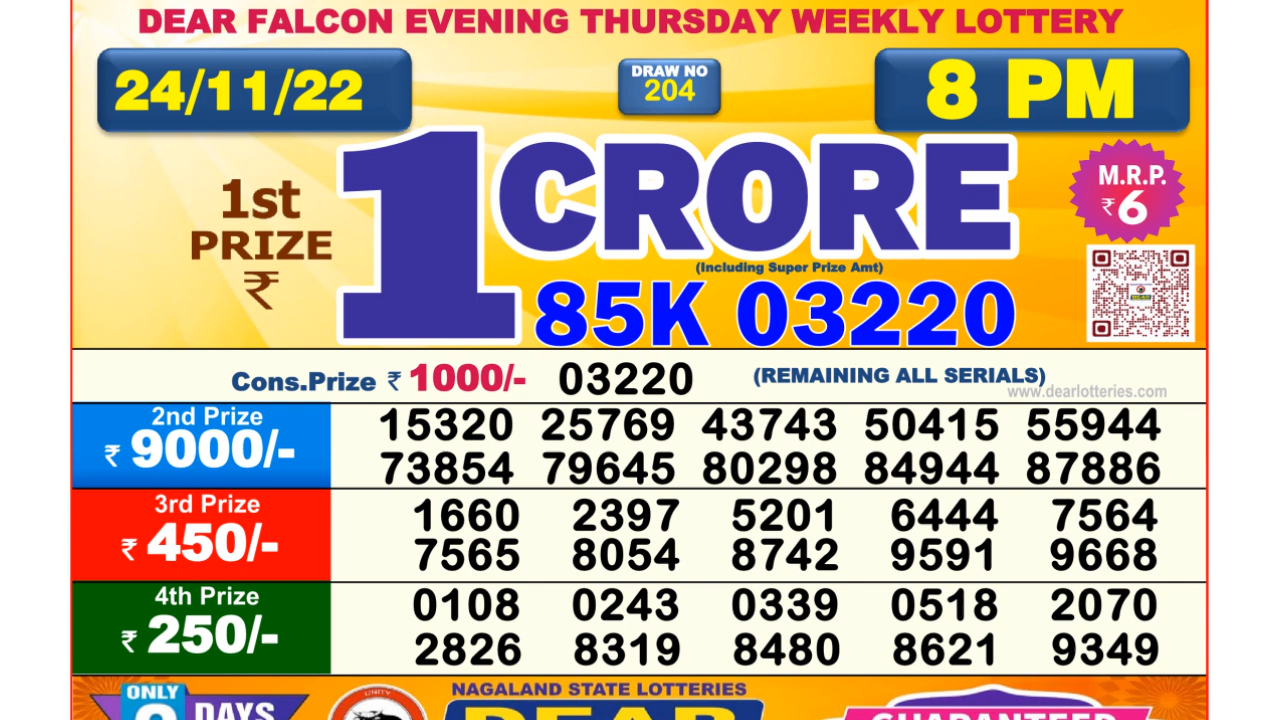 DEAR FALCON EVENING THURSDAY WEEKLY LOTTERY
24/11/22
DRAW NO
204
8 PM
1st
PRIZE
₹
1 CRORE
(Including Super Prize Amt)
85K 03220
M.R.P.
₹6
Cons.Prize ₹ 1000/- 03220 (REMAINING ALL SERIALS)
www.dearlotteries.com
2nd Prize
₹ 9000/-
15320 25769 43743 50415 55944
73854 79645 80298 84944 87886
3rd Prize
₹ 450/-
1660 2397 5201 6444 7564
7565 8054 8742 9591 9668
4th Prize
₹ 250/-
0108 0243 0339 0518 2070
2826 8319 8480 8621 9349
ONLY
DAYS
UNITY
NAGALAND STATE LOTTERIES
DEAR
GUARANTEED